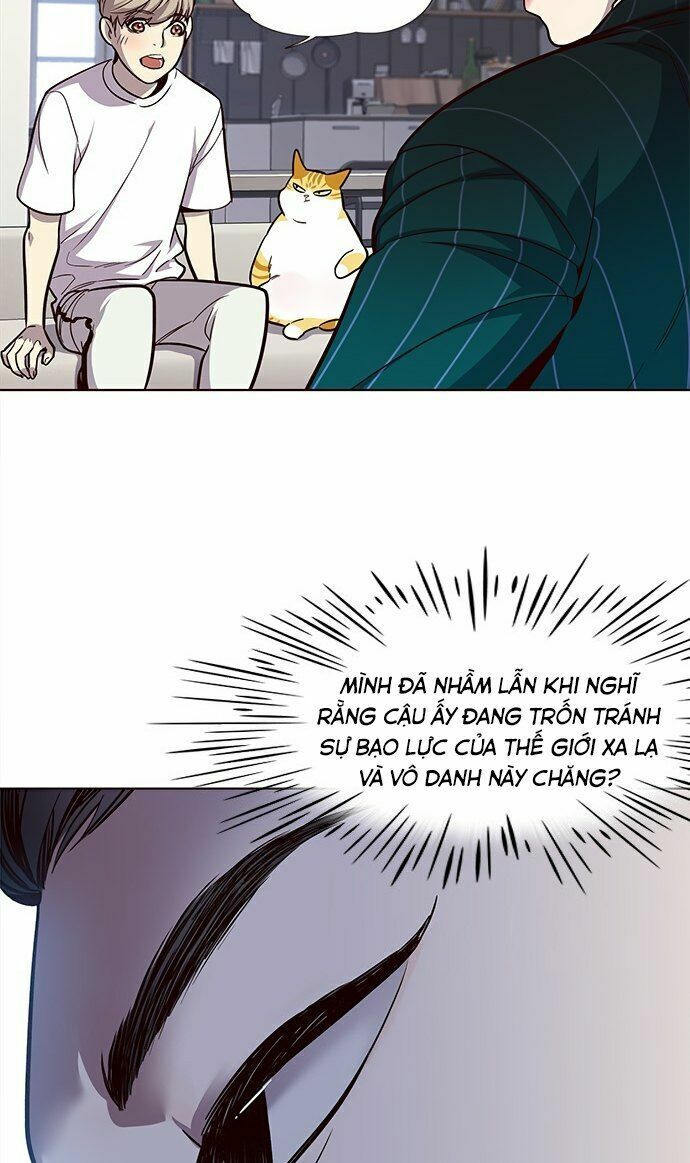 MÌNH ĐÃ NHẦM LẪN KHI NGHĨ
RẰNG CẬU ẤY ĐANG TRỐN TRÁNH
SỰ BẠO LỰC CỦA THẾ GIỚI XA LẠ
VÀ VÔ DANH NÀY CHĂNG?